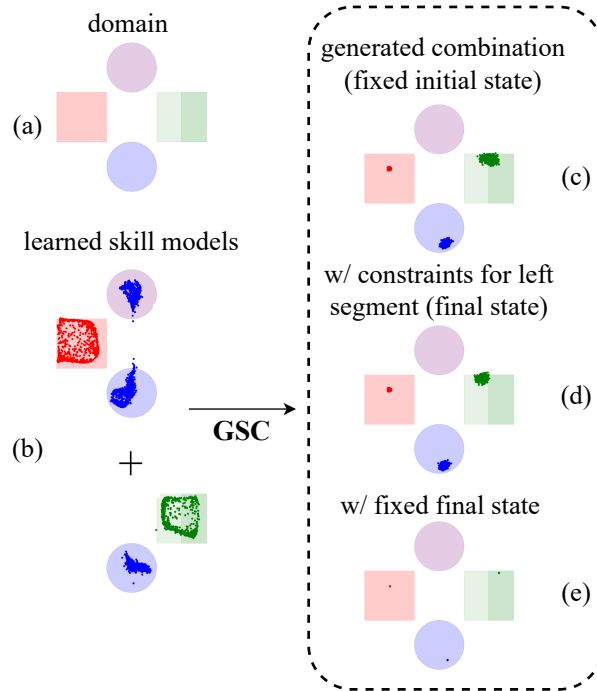 domain
(a)
learned skill models
(b)
+
GSC
generated combination
(fixed initial state)
(c)
w/ constraints for left
segment (final state)
(d)
w/ fixed final state
(e)